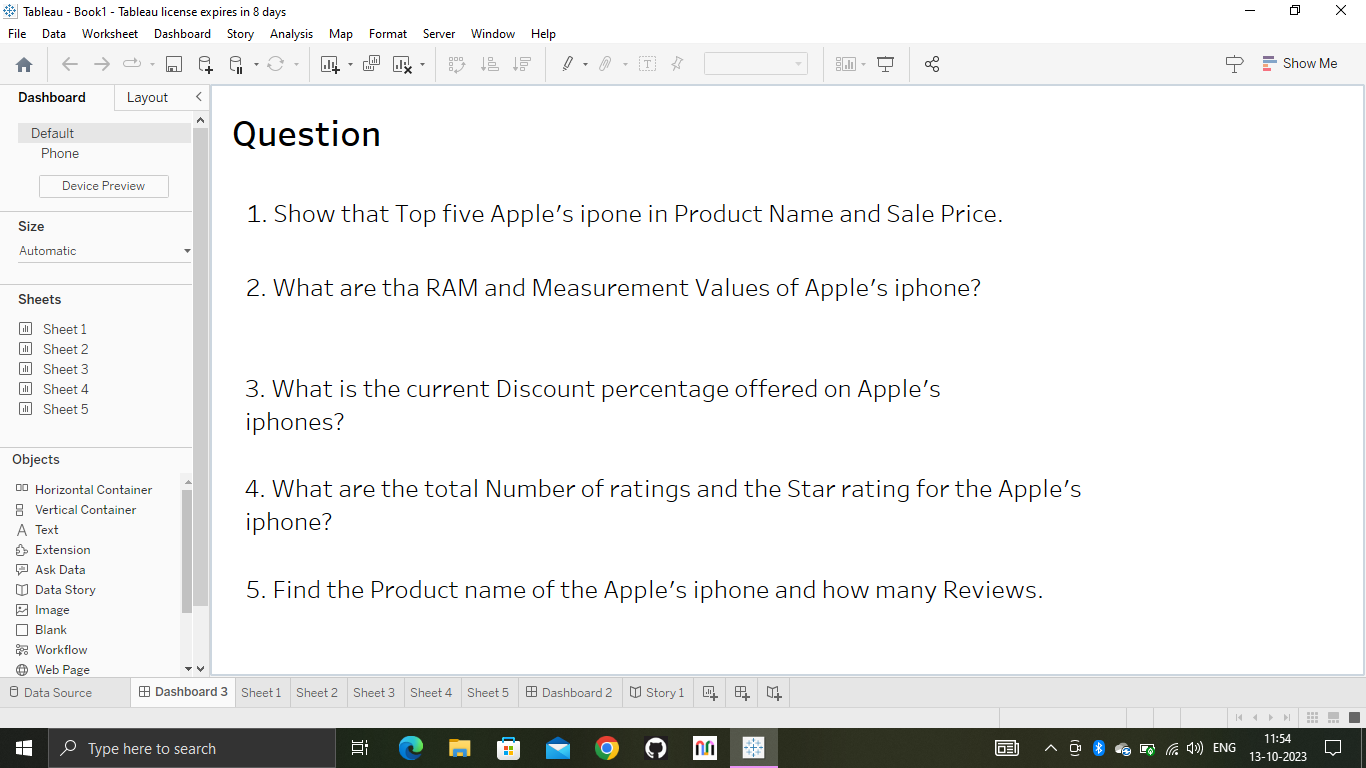 Tableau - Book1 - Tableau license expires in 8 days
File Data Worksheet Dashboard Story Analysis Map Format Server Window Help
Show Me
Dashboard Layout
Default
Phone
Device Preview
Size
Automatic
Sheets
Sheet 1
Sheet 2
Sheet 3
Sheet 4
Sheet 5
Objects
Horizontal Container
Vertical Container
Text
Extension
Ask Data
Data Story
Image
Blank
Workflow
Web Page
Question
1. Show that Top five Apple's ipone in Product Name and Sale Price.
2. What are tha RAM and Measurement Values of Apple's iphone?
3. What is the current Discount percentage offered on Apple's
iphones?
4. What are the total Number of ratings and the Star rating for the Apple's
iphone?
5. Find the Product name of the Apple's iphone and how many Reviews.
Data Source Dashboard 3 Sheet 1 Sheet 2 Sheet 3 Sheet 4 Sheet 5 Dashboard 2 Story 1
Type here to search
ENG
11:54
13-10-2023